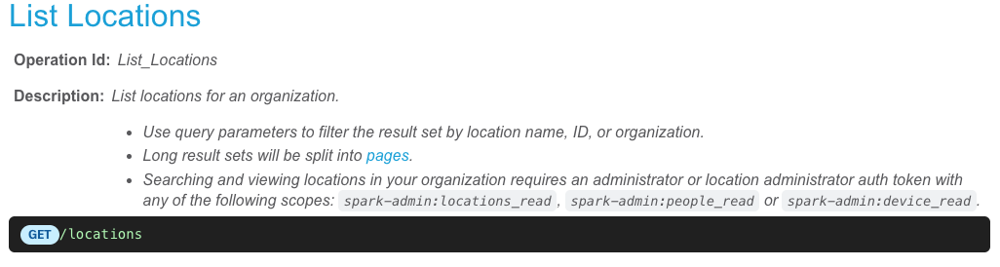 List Locations
Operation Id: List_Locations
Description: List locations for an organization.
• Use query parameters to filter the result set by location name, ID, or organization.
• Long result sets will be split into pages.
• Searching and viewing locations in your organization requires an administrator or location administrator auth token with
any of the following scopes: spark-admin:locations_read, spark-admin:people_read or spark-admin:device_read.
GET/locations